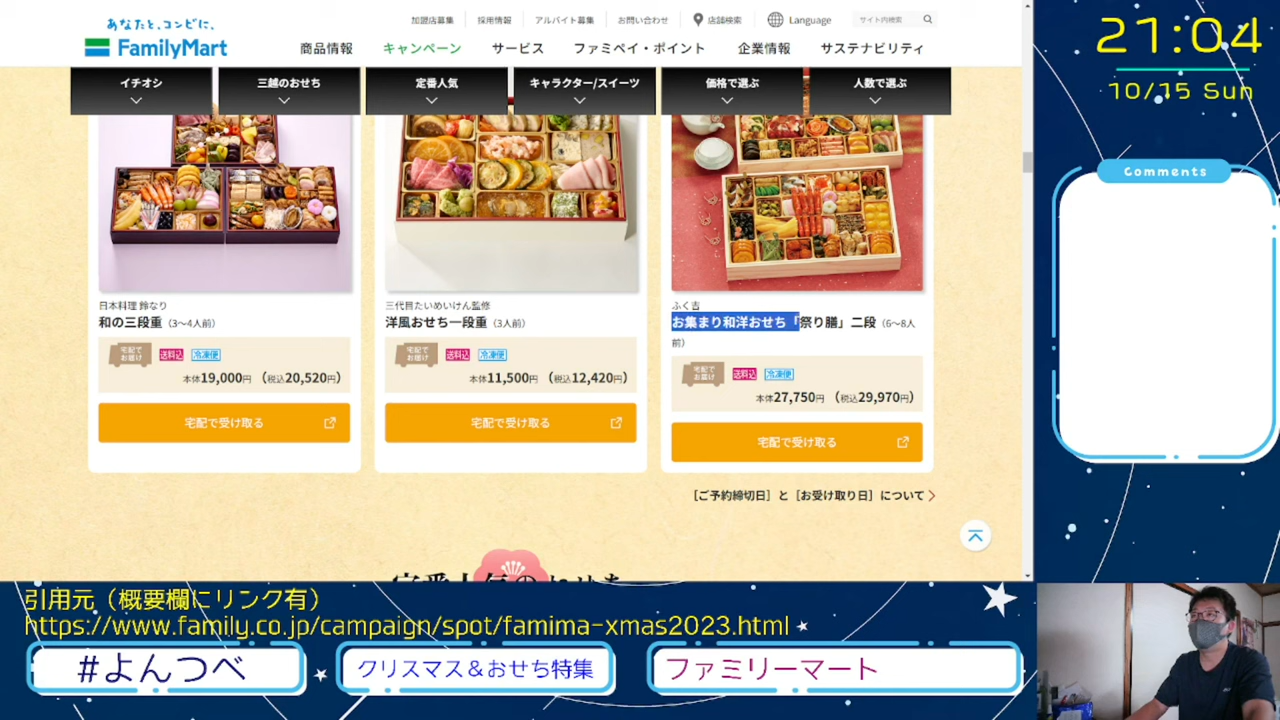 あなたと、コンビに、
FamilyMart
加盟店募集 採用情報 アルバイト募集 お問い合わせ 店舗検索 Language サイト内検索
商品情報 キャンペーン サービス ファミペイ・ポイント 企業情報 サステナビリティ
イチオシ 三越のおせち 定番人気 キャラクター/スイーツ 価格で選ぶ 人数で選ぶ
21:04
10/15 Sun
Comments
日本料理 鈴なり
和の三段重（3〜4人前）
宅配でお届け 送料込 冷凍便
本体19,000円 （税込20,520円）
宅配で受け取る
三代目たいめいけん監修
洋風おせち一段重（3人前）
宅配でお届け 送料込 冷凍便
本体11,500円 （税込12,420円）
宅配で受け取る
ふく吉
お集まり和洋おせち「祭り膳」二段（6〜8人
前）
宅配でお届け 送料込 冷凍便
本体27,750円 （税込29,970円）
宅配で受け取る
［ご予約締切日］と［お受け取り日］について
定番人気のおせち
引用元（概要欄にリンク有）
https://www.family.co.jp/campaign/spot/famima-xmas2023.html
#よんつべ
クリスマス＆おせち特集
ファミリーマート